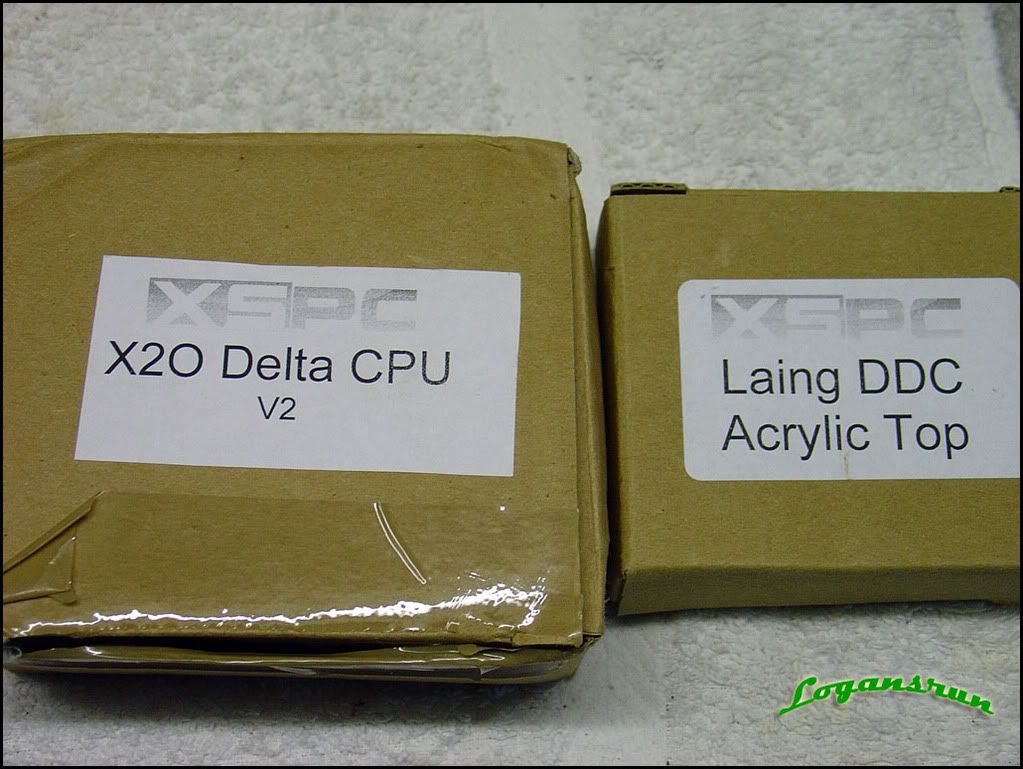 XSPC
X2O Delta CPU
V2
XSPC
Laing DDC
Acrylic Top
Logansrun